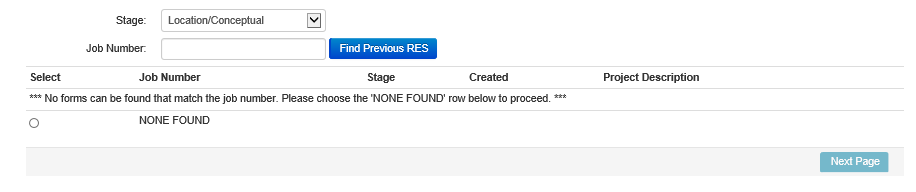 Stage: Location/Conceptual
Job Number: Find Previous RES
Select Job Number Stage Created Project Description
*** No forms can be found that match the job number. Please choose the 'NONE FOUND' row below to proceed. ***
NONE FOUND
Next Page